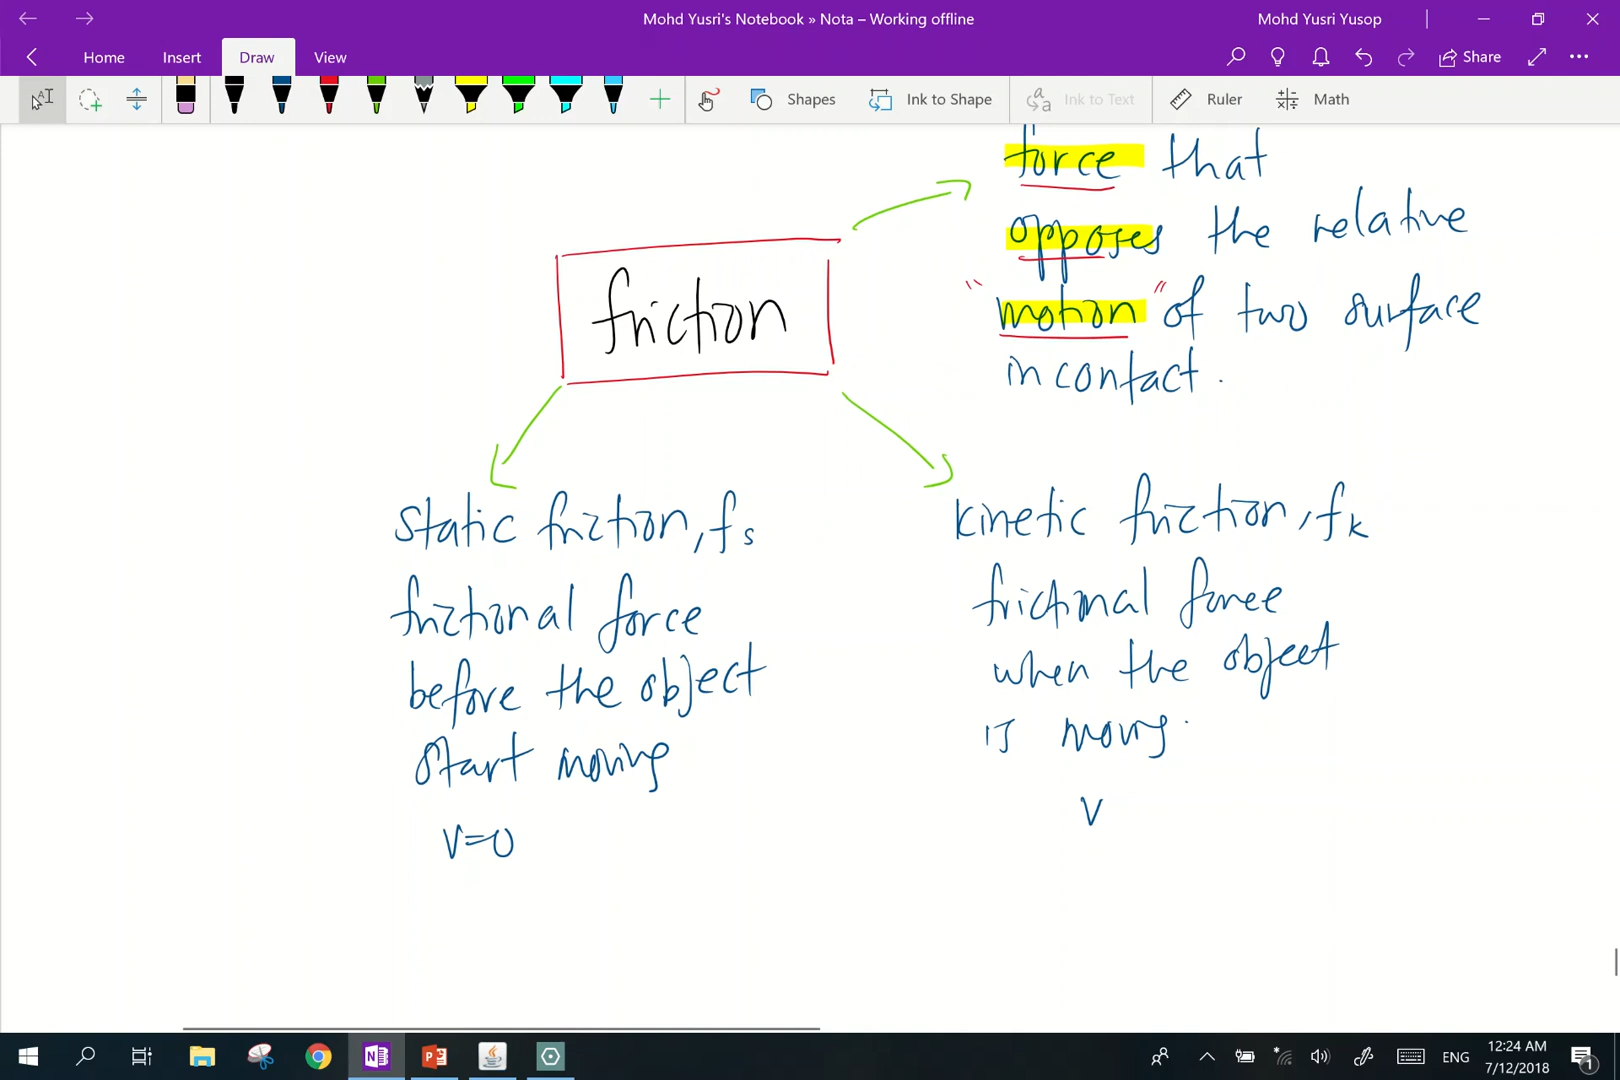 Mohd Yusri's Notebook » Nota – Working offline
Mohd Yusri Yusop
Home
Insert
Draw
View
Share
Shapes
Ink to Shape
Ink to Text
Ruler
Math
force that
opposes the relative
"motion" of two surface
in contact.
friction
static friction, fs
frictional force
before the object
start moving
v=0
kinetic friction, fk
frictional force
when the object
is moving.
v
ENG
12:24 AM
7/12/2018
1